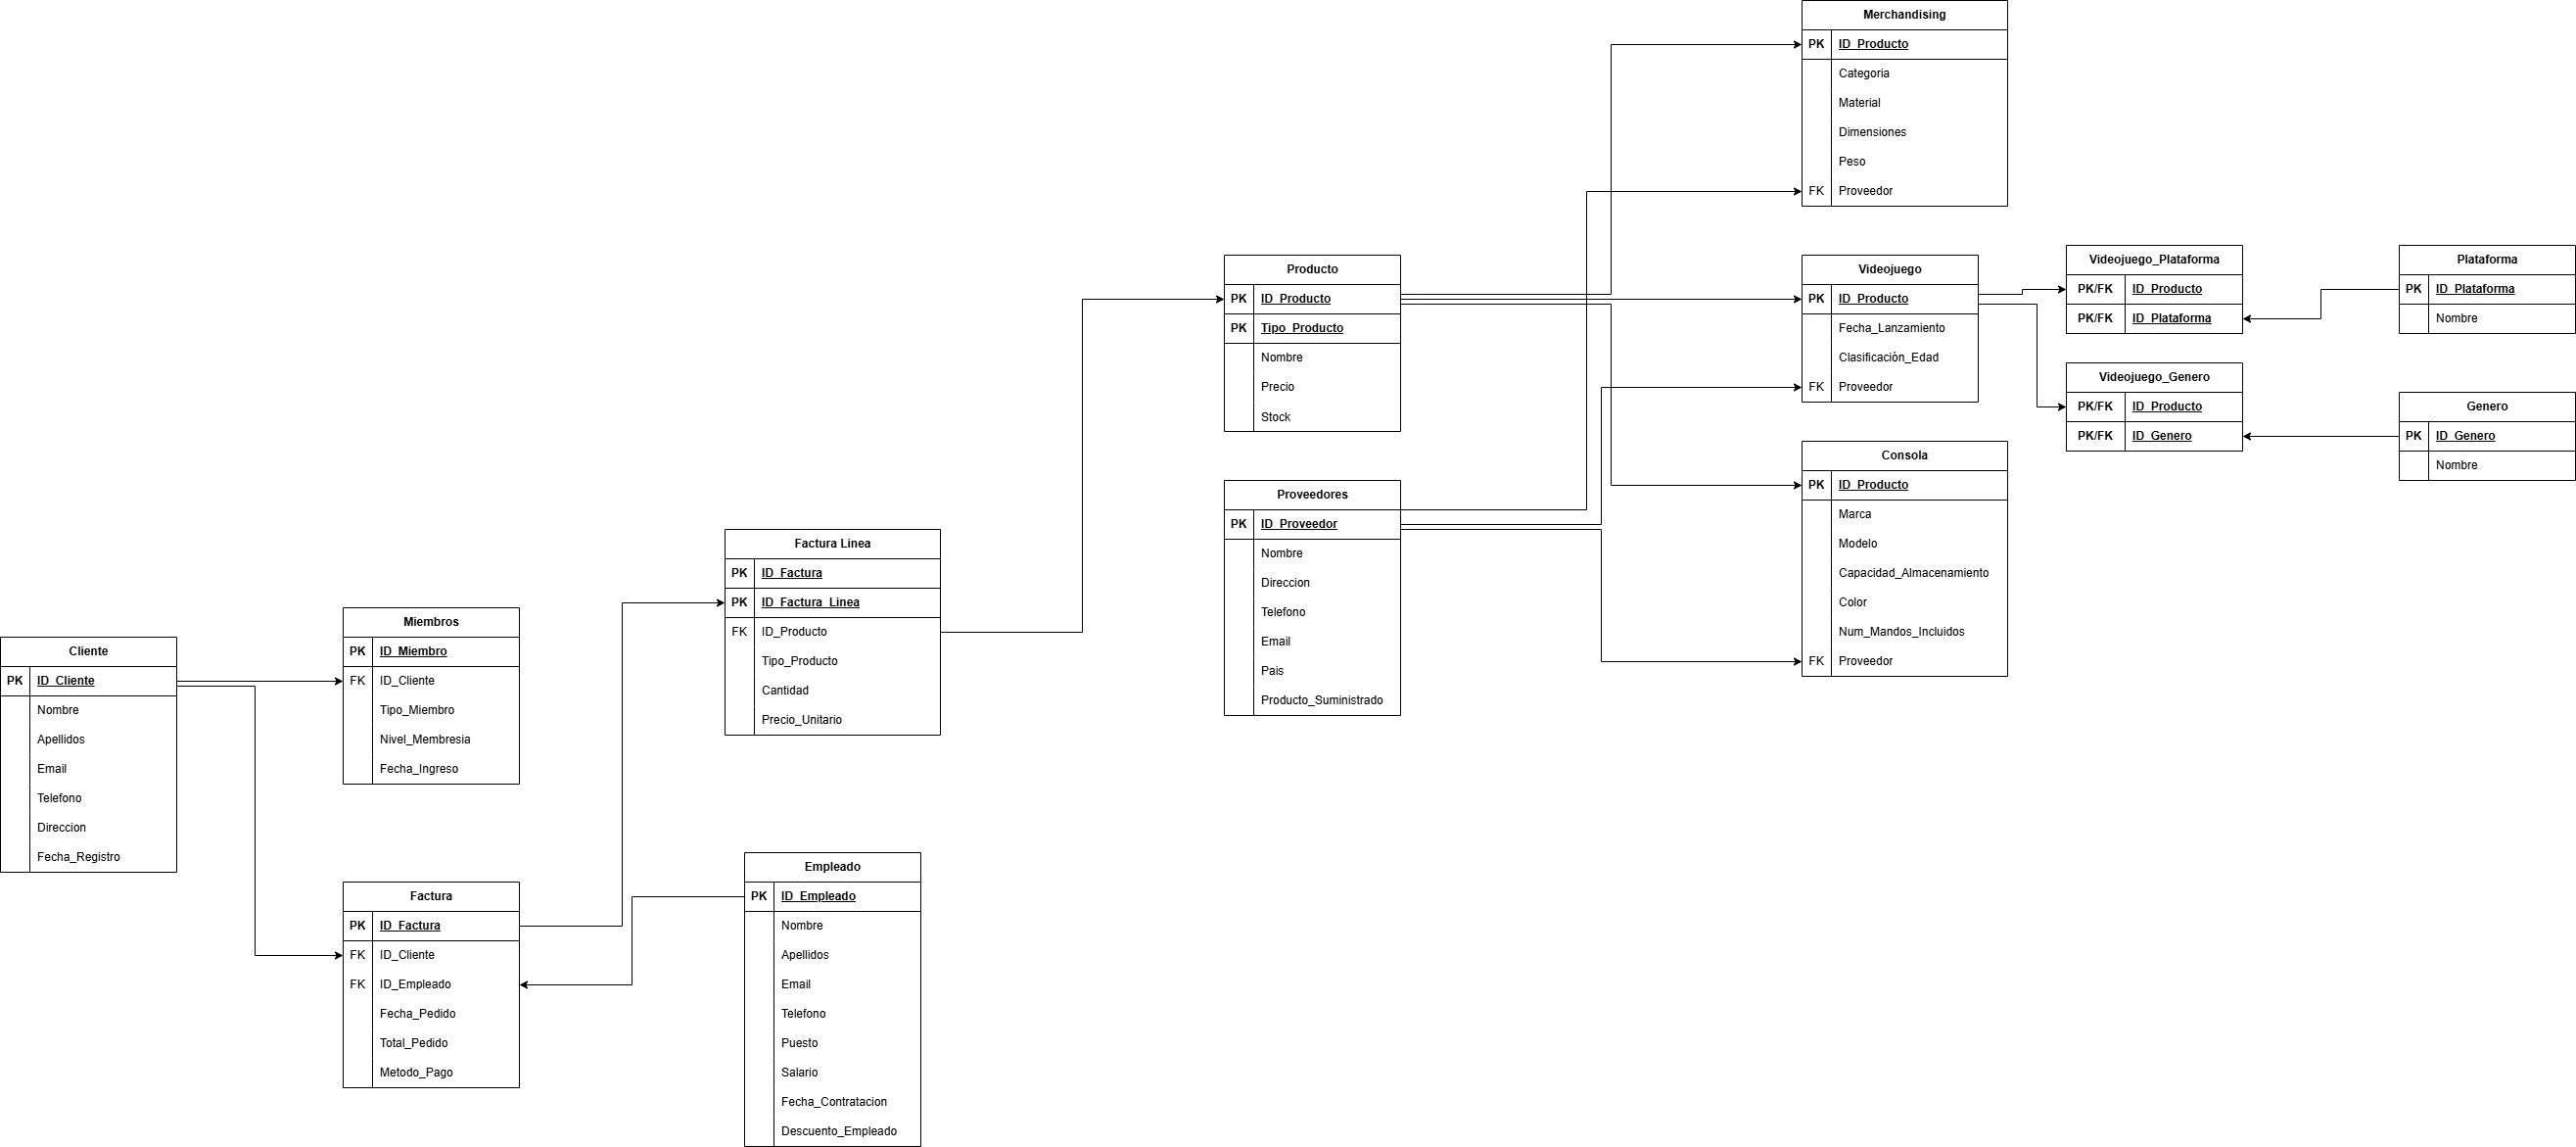 Merchandising
PK ID_Producto
Categoria
Material
Dimensiones
Peso
FK Proveedor
Producto
PK ID_Producto
PK Tipo_Producto
Nombre
Precio
Stock
Videojuego
PK ID_Producto
Fecha_Lanzamiento
Clasificación_Edad
FK Proveedor
Videojuego_Plataforma
PK/FK ID_Producto
PK/FK ID_Plataforma
Plataforma
PK ID_Plataforma
Nombre
Videojuego_Genero
PK/FK ID_Producto
PK/FK ID_Genero
Genero
PK ID_Genero
Nombre
Consola
PK ID_Producto
Marca
Modelo
Capacidad_Almacenamiento
Color
Num_Mandos_Incluidos
FK Proveedor
Proveedores
PK ID_Proveedor
Nombre
Direccion
Telefono
Email
Pais
Producto_Suministrado
Factura Linea
PK ID_Factura
PK ID_Factura_Linea
FK ID_Producto
Tipo_Producto
Cantidad
Precio_Unitario
Miembros
PK ID_Miembro
FK ID_Cliente
Tipo_Miembro
Nivel_Membresia
Fecha_Ingreso
Cliente
PK ID_Cliente
Nombre
Apellidos
Email
Telefono
Direccion
Fecha_Registro
Factura
PK ID_Factura
FK ID_Cliente
FK ID_Empleado
Fecha_Pedido
Total_Pedido
Metodo_Pago
Empleado
PK ID_Empleado
Nombre
Apellidos
Email
Telefono
Puesto
Salario
Fecha_Contratacion
Descuento_Empleado